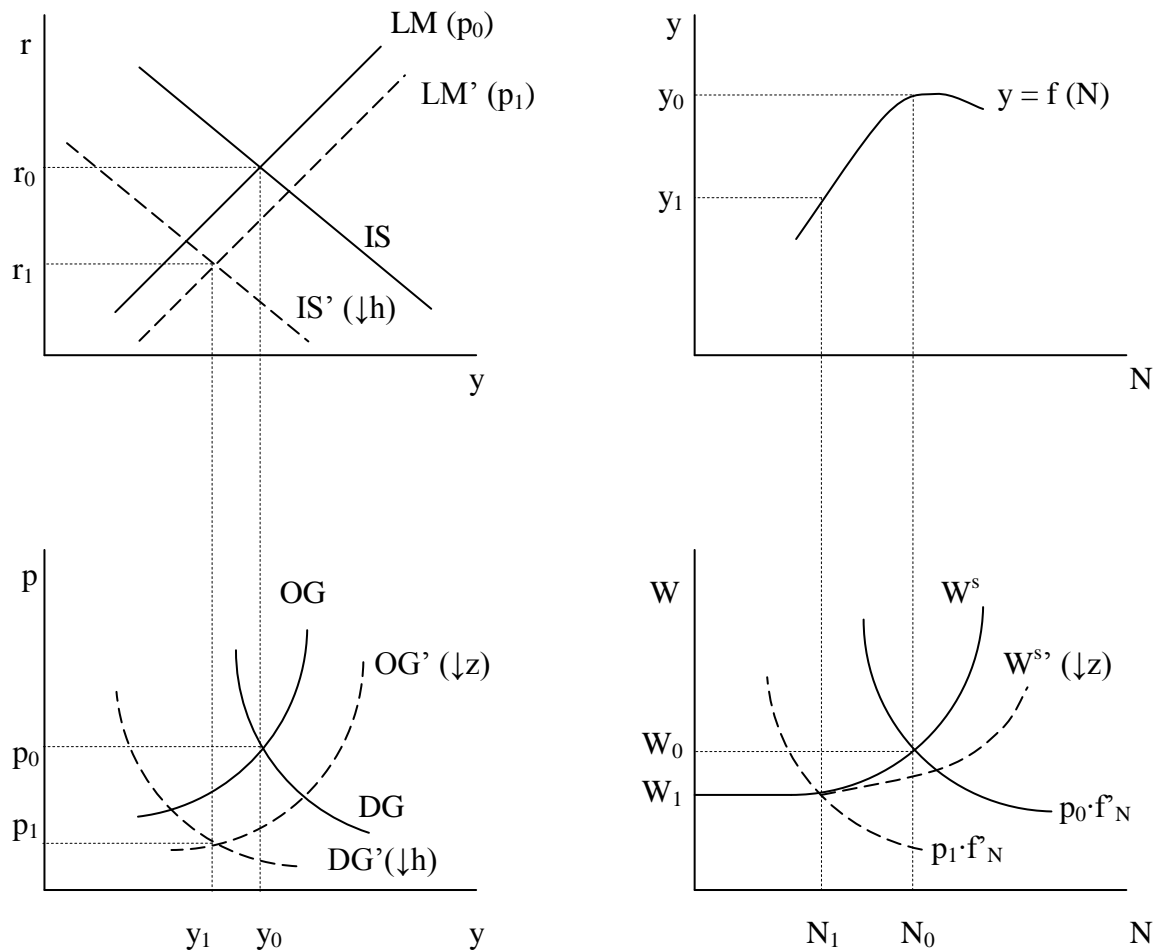 r
LM (p₀)
LM’ (p₁)
r₀
IS
r₁
IS’ (↓h)
y
y
y₀
y = f (N)
y₁
N
p
OG
OG’ (↓z)
p₀
DG
p₁
DG’(↓h)
y₁
y₀
y
W
Wˢ
Wˢ’ (↓z)
W₀
W₁
p₀·f’N
p₁·f’N
N₁
N₀
N